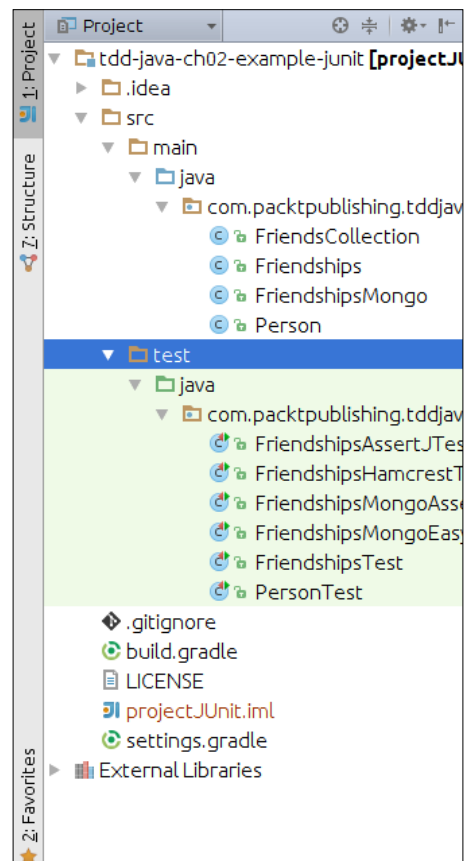 1: Project
7: Structure
2: Favorites
Project
tdd-java-ch02-example-junit [projectJU
.idea
src
main
java
com.packtpublishing.tddjav
FriendsCollection
Friendships
FriendshipsMongo
Person
test
java
com.packtpublishing.tddjav
FriendshipsAssertJTes
FriendshipsHamcrestT
FriendshipsMongoAsse
FriendshipsMongoEasy
FriendshipsTest
PersonTest
.gitignore
build.gradle
LICENSE
projectJUnit.iml
settings.gradle
External Libraries